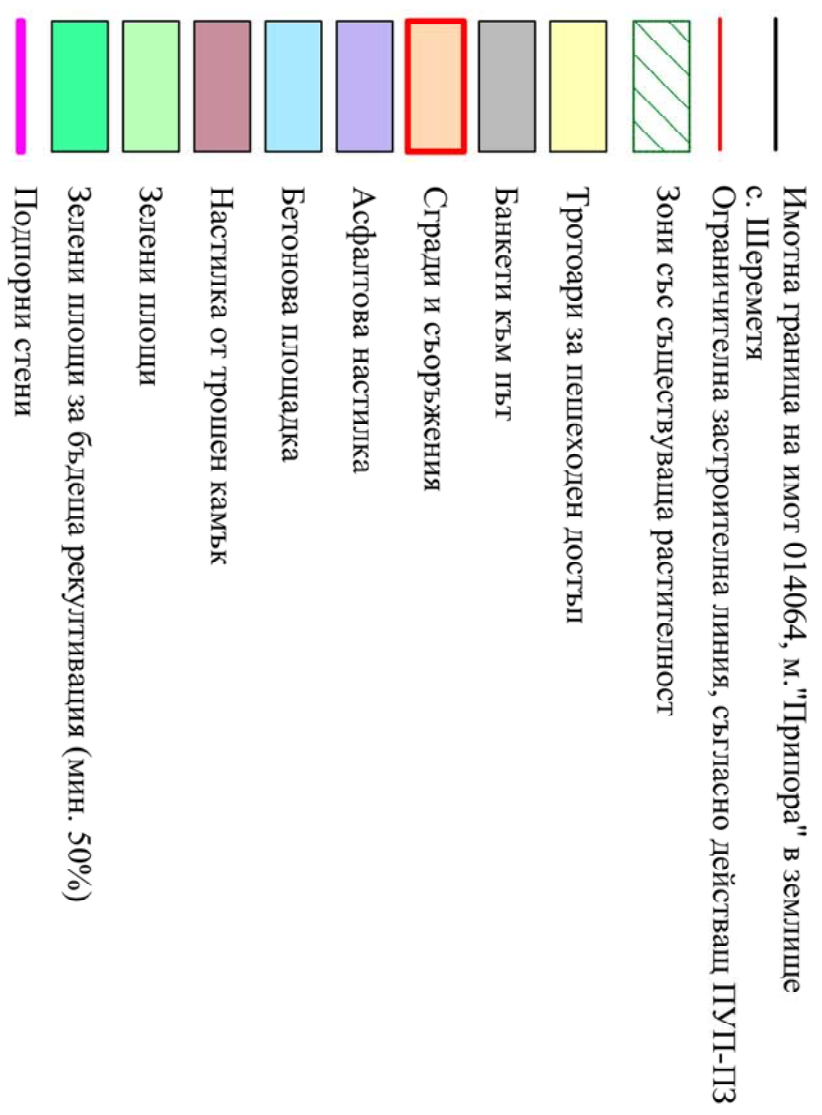 Имотна граница на имот 014064, м."Припора" в землище
с. Шереметя
Ограничителна застроителна линия, съгласно действащ ПУП-ПЗ
Зони със съществуваща растителност
Тротоари за пешеходен достъп
Банкети към път
Сгради и съоръжения
Асфалтова настилка
Бетонова площадка
Настилка от трошен камък
Зелени площи
Зелени площи за бъдеща рекултивация (мин. 50%)
Подпорни стени